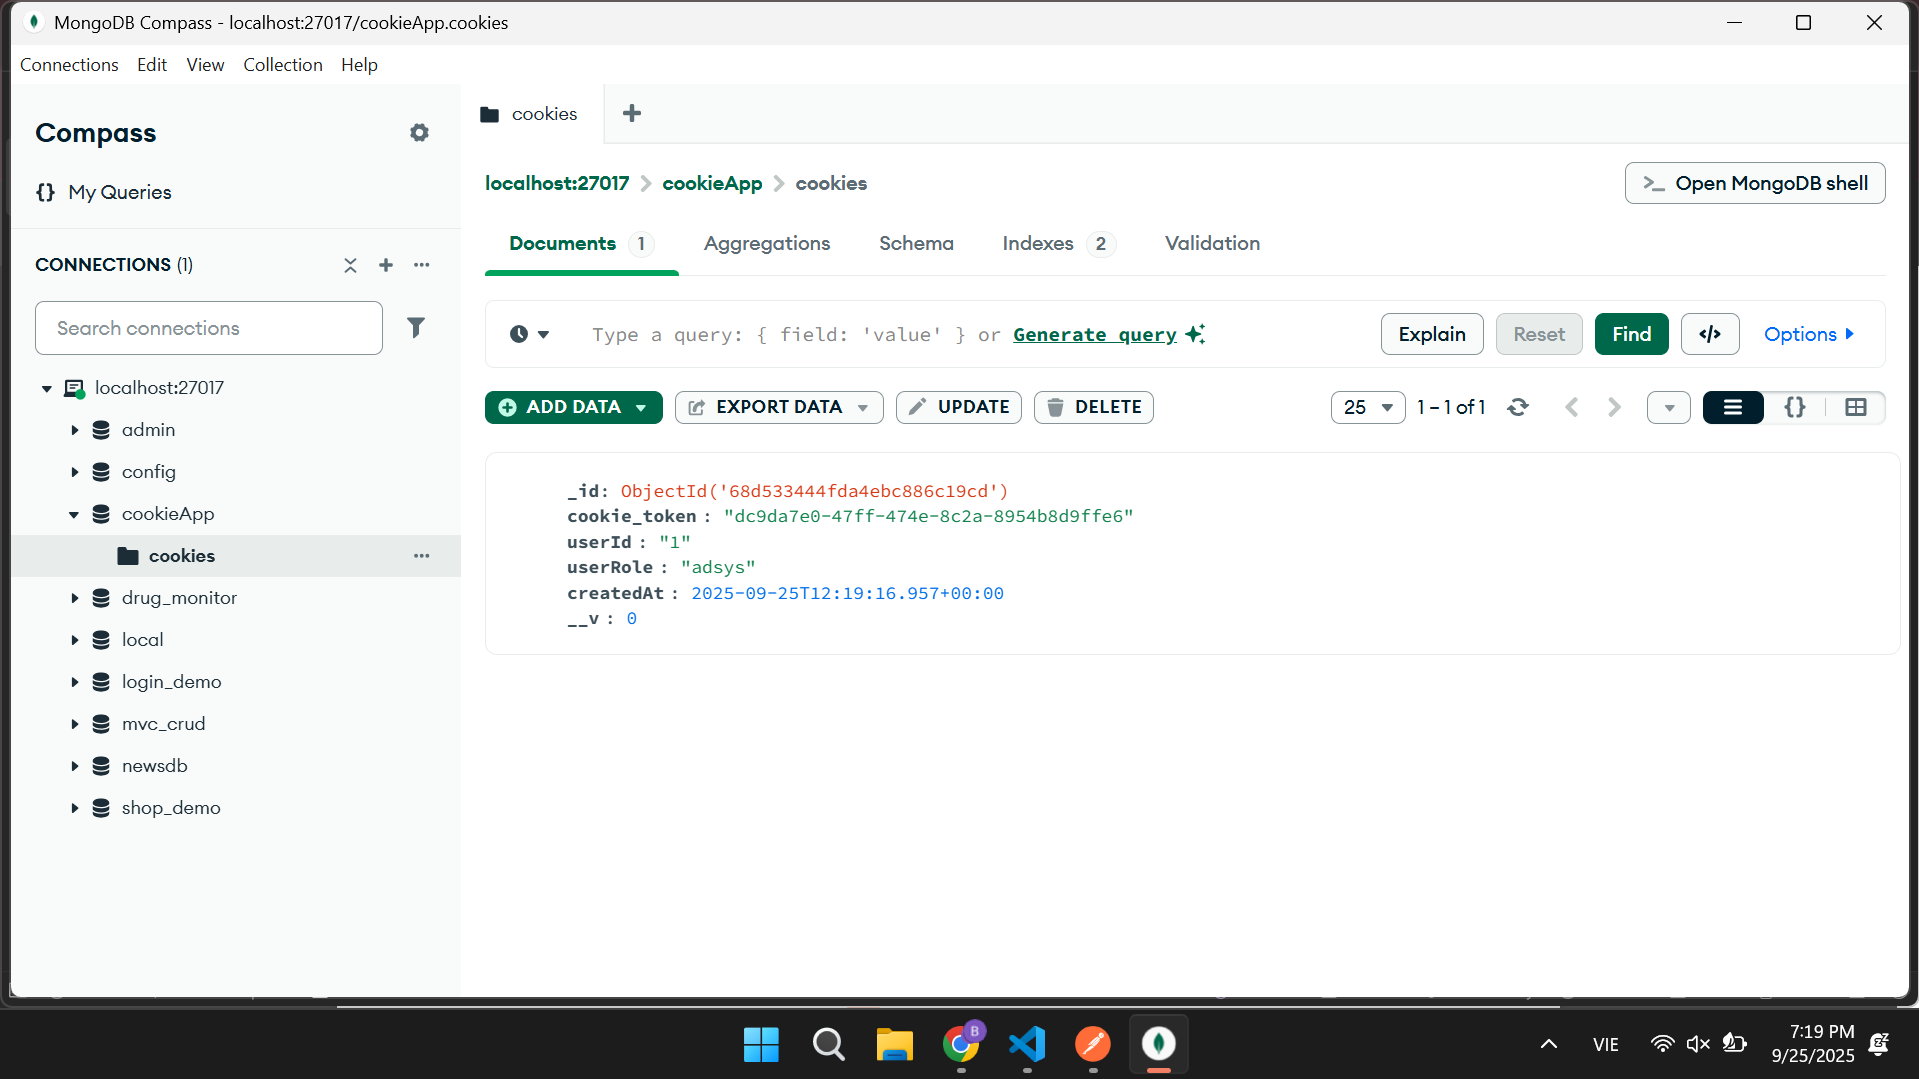 MongoDB Compass - localhost:27017/cookieApp.cookies
Connections Edit View Collection Help
Compass
{} My Queries
CONNECTIONS (1)
Search connections
localhost:27017
admin
config
cookieApp
cookies
drug_monitor
local
login_demo
mvc_crud
newsdb
shop_demo
cookies
localhost:27017 > cookieApp > cookies
>_ Open MongoDB shell
Documents 1 Aggregations Schema Indexes 2 Validation
Type a query: { field: 'value' } or Generate query
Explain Reset Find </> Options
ADD DATA EXPORT DATA UPDATE DELETE
25 1 – 1 of 1 {}
_id: ObjectId('68d533444fda4ebc886c19cd')
cookie_token : "dc9da7e0-47ff-474e-8c2a-8954b8d9ffe6"
userId : "1"
userRole : "adsys"
createdAt : 2025-09-25T12:19:16.957+00:00
__v : 0
B
VIE
7:19 PM
9/25/2025